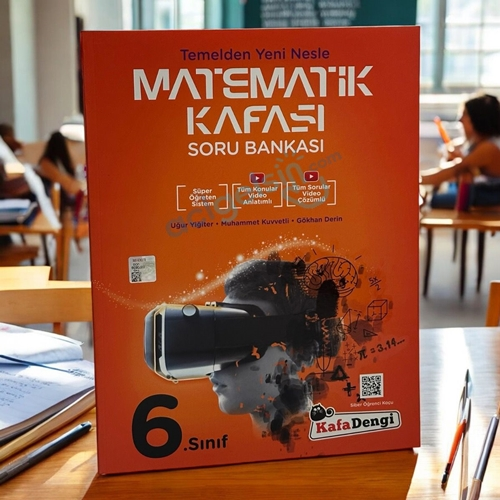 Temelden Yeni Nesle
MATEMATİK
KAFASI
SORU BANKASI
Süper
Öğreten
Sistem
Tüm Konular
Video
Anlatımlı
Tüm Sorular
Video
Çözümlü
Uğur Yiğiter - Muhammet Kuvvetli - Gökhan Derin
π = 3,14...
6.Sınıf
KafaDengi